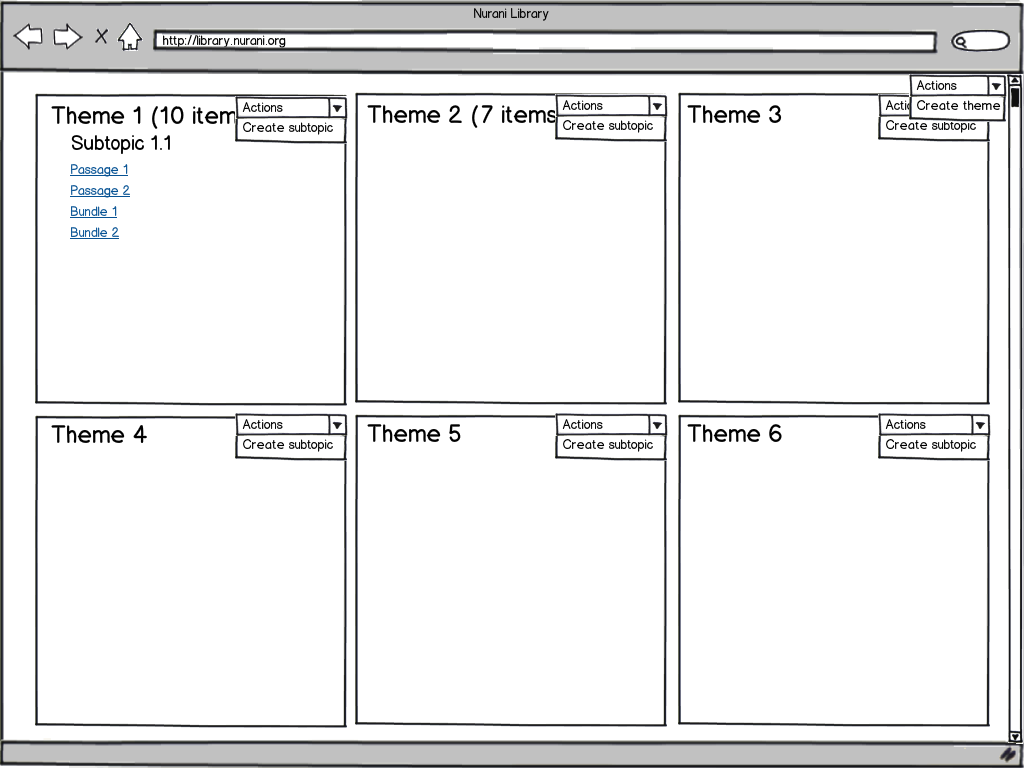 Nurani Library
http://library.nurani.org
Actions
Create theme
Theme 1 (10 item
Actions
Create subtopic
Subtopic 1.1
Passage 1
Passage 2
Bundle 1
Bundle 2
Theme 2 (7 items
Actions
Create subtopic
Theme 3
Acti
Create subtopic
Theme 4
Actions
Create subtopic
Theme 5
Actions
Create subtopic
Theme 6
Actions
Create subtopic